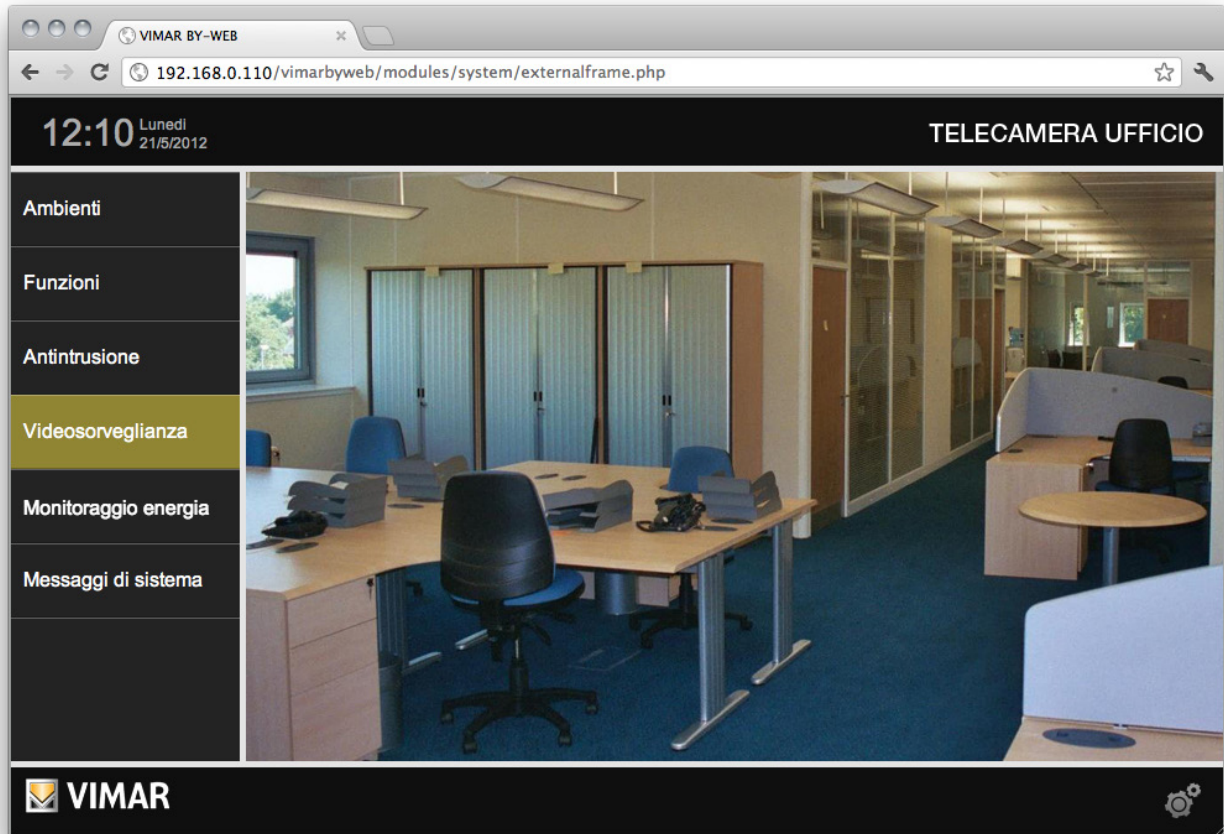 VIMAR BY-WEB
192.168.0.110/vimarbyweb/modules/system/externalframe.php
12:10 Lunedì
21/5/2012
TELECAMERA UFFICIO
Ambienti
Funzioni
Antintrusione
Videosorveglianza
Monitoraggio energia
Messaggi di sistema
VIMAR